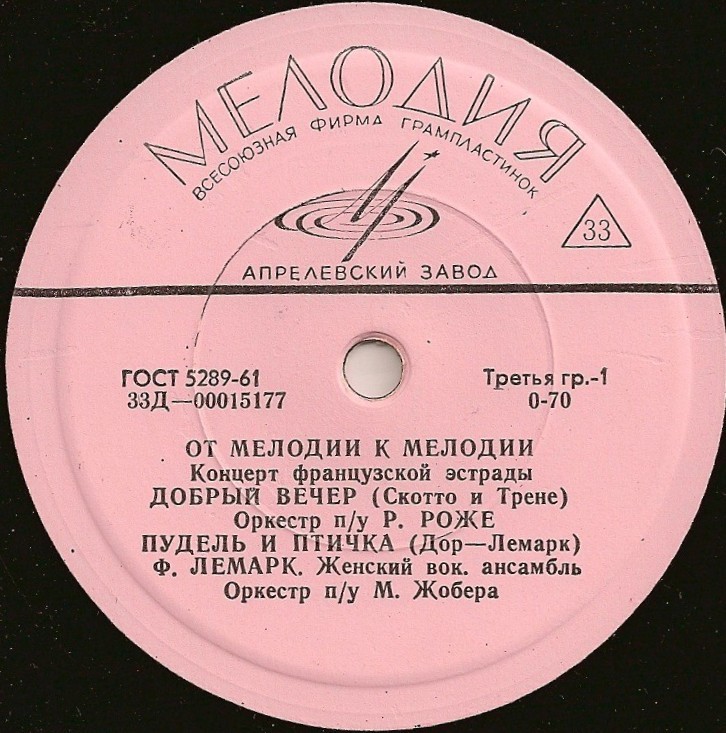 МЕЛОДИЯ
ВСЕСОЮЗНАЯ ФИРМА ГРАМПЛАСТИНОК
33
АПРЕЛЕВСКИЙ ЗАВОД
ГОСТ 5289-61
Третья гр.-1
33Д—00015177
0-70
ОТ МЕЛОДИИ К МЕЛОДИИ
Концерт французской эстрады
ДОБРЫЙ ВЕЧЕР (Скотто и Трене)
Оркестр п/у Р. РОЖЕ
ПУДЕЛЬ И ПТИЧКА (Дор—Лемарк)
Ф. ЛЕМАРК. Женский вок. ансамбль
Оркестр п/у М. Жобера